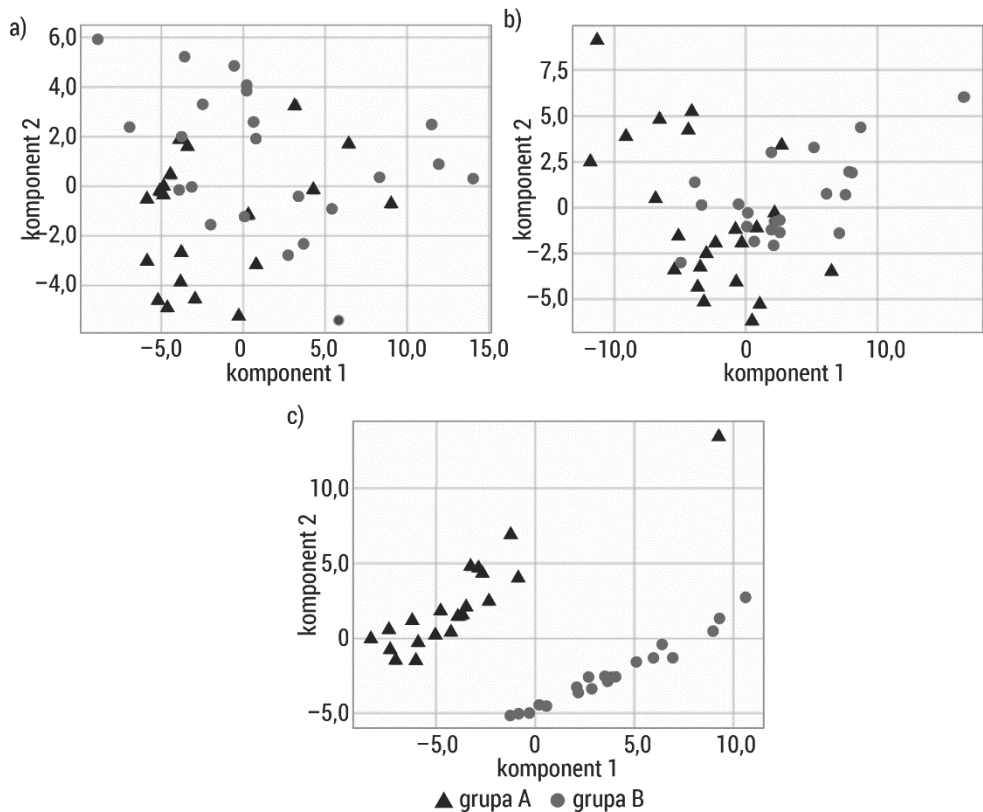 a)
6,0
4,0
2,0
0
−2,0
−4,0
komponent 2
−5,0 0 5,0 10,0 15,0
komponent 1
b)
7,5
5,0
2,5
0
−2,5
−5,0
komponent 2
−10,0 0 10,0
komponent 1
c)
10,0
5,0
0
−5,0
komponent 2
−5,0 0 5,0 10,0
komponent 1
grupa A grupa B